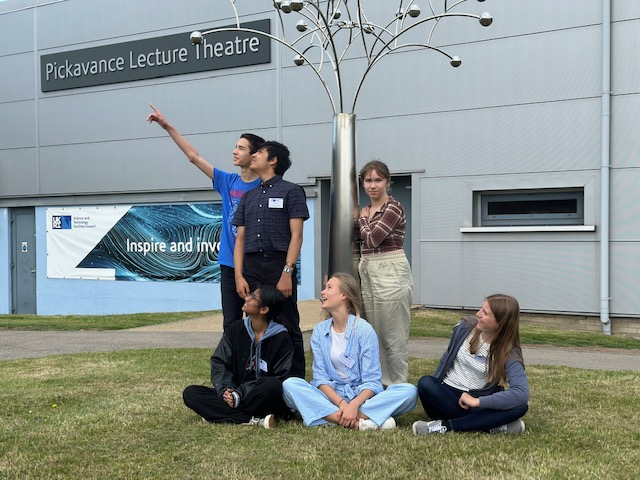 Pickavance Lecture Theatre
Science and
Technology
Facilities Council
Inspire and inv